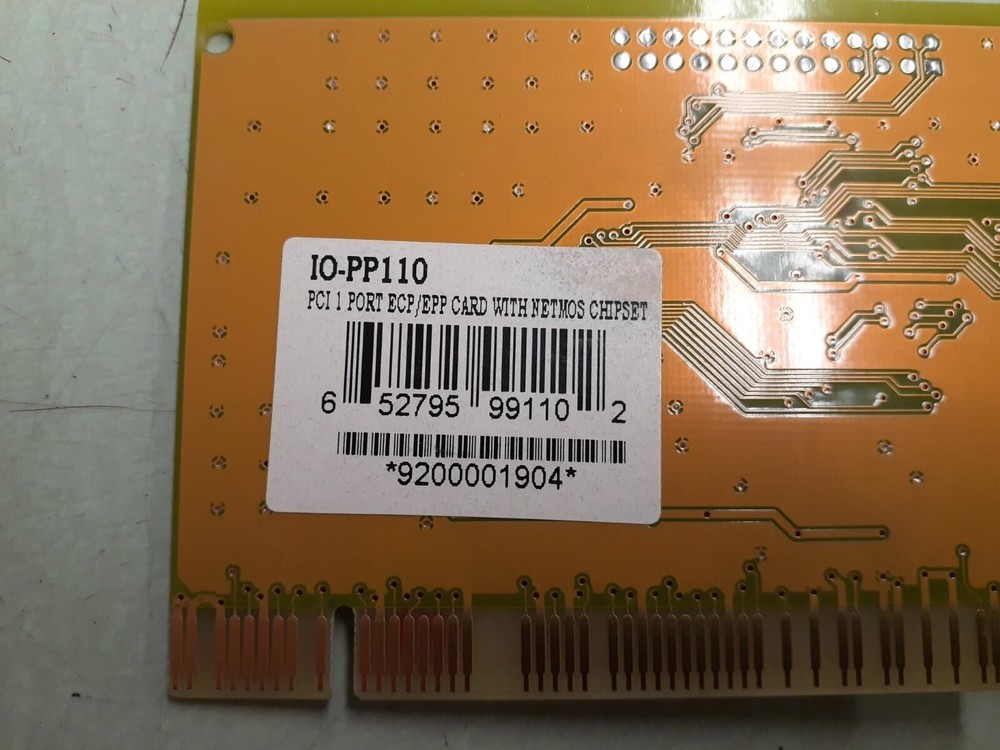 IO-PP110
PCI 1 PORT ECP/EPP CARD WITH NETMOS CHIPSET
6 52795 99110 2
*9200001904*